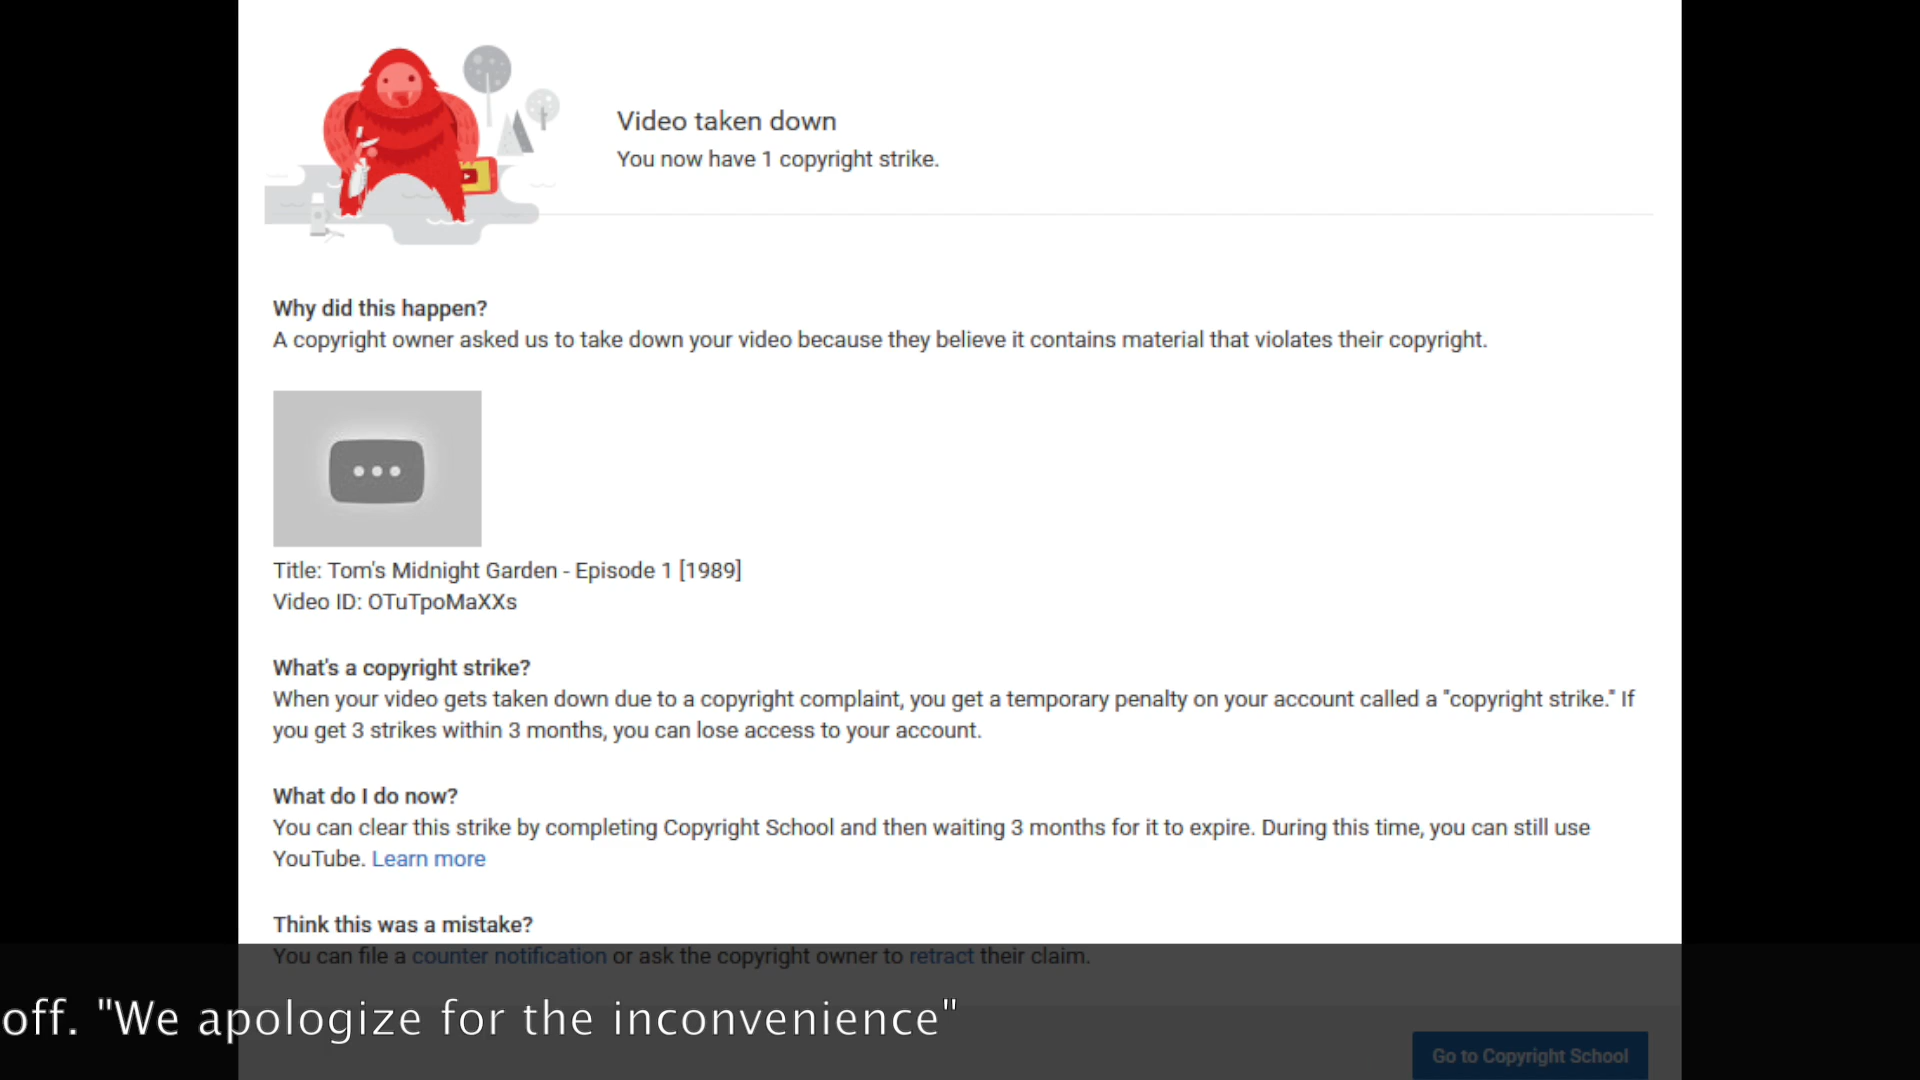 Video taken down
You now have 1 copyright strike.
Why did this happen?
A copyright owner asked us to take down your video because they believe it contains material that violates their copyright.
Title: Tom's Midnight Garden - Episode 1 [1989]
Video ID: OTuTpoMaXXs
What's a copyright strike?
When your video gets taken down due to a copyright complaint, you get a temporary penalty on your account called a "copyright strike." If
you get 3 strikes within 3 months, you can lose access to your account.
What do I do now?
You can clear this strike by completing Copyright School and then waiting 3 months for it to expire. During this time, you can still use
YouTube. Learn more
Think this was a mistake?
You can file a counter notification or ask the copyright owner to retract their claim.
off. "We apologize for the inconvenience"
Go to Copyright School